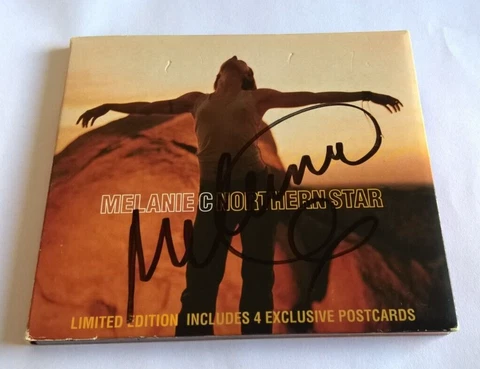 MELANIE C NORTHERN STAR
LIMITED EDITION INCLUDES 4 EXCLUSIVE POSTCARDS